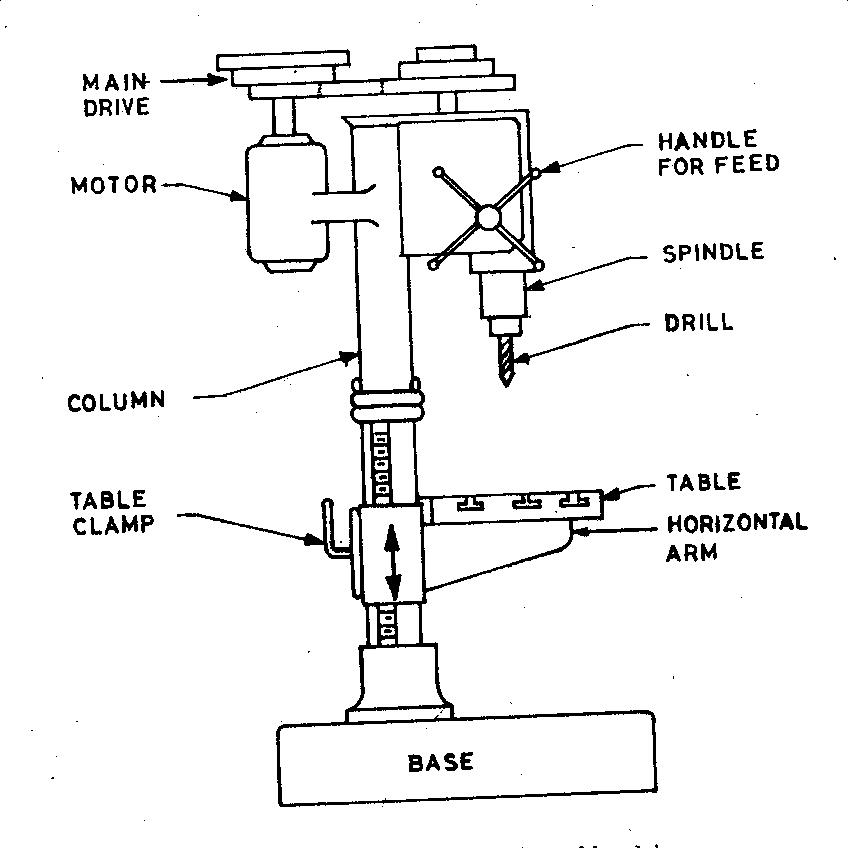 MAIN
DRIVE
MOTOR
HANDLE
FOR FEED
SPINDLE
DRILL
COLUMN
TABLE
CLAMP
TABLE
HORIZONTAL
ARM
BASE